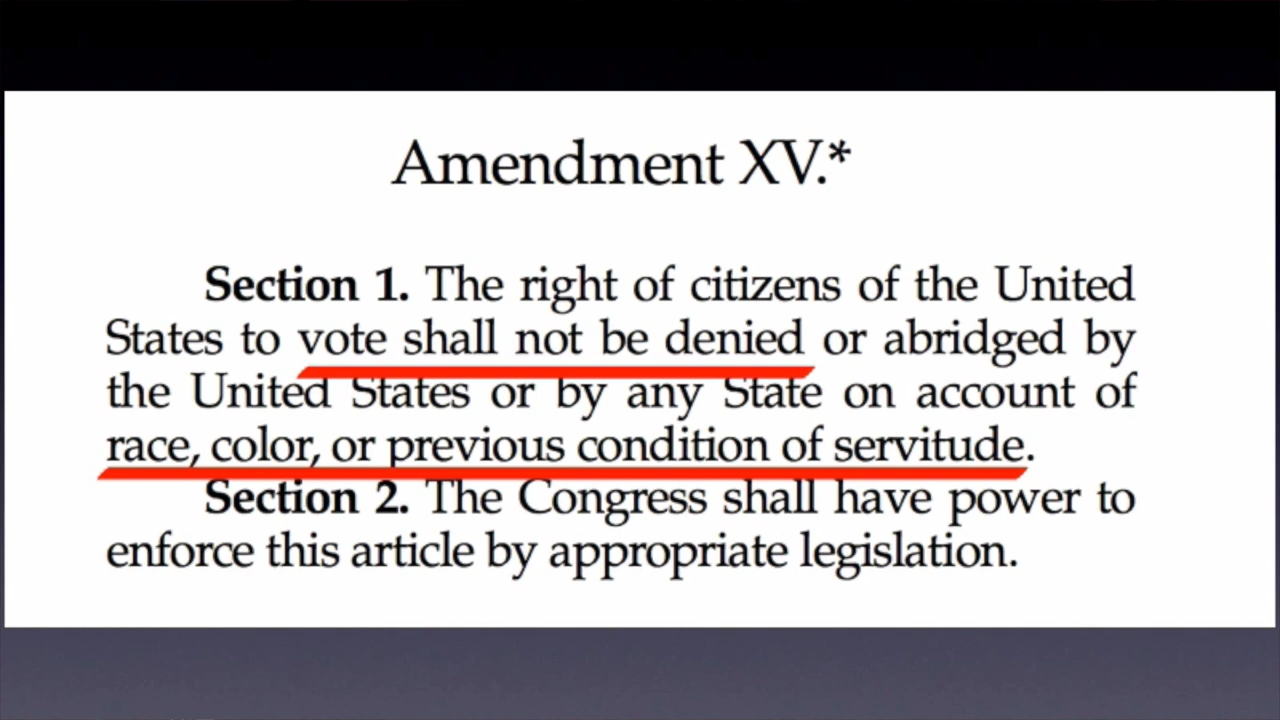 Amendment XV.*
Section 1. The right of citizens of the United
States to vote shall not be denied or abridged by
the United States or by any State on account of
race, color, or previous condition of servitude.
Section 2. The Congress shall have power to
enforce this article by appropriate legislation.